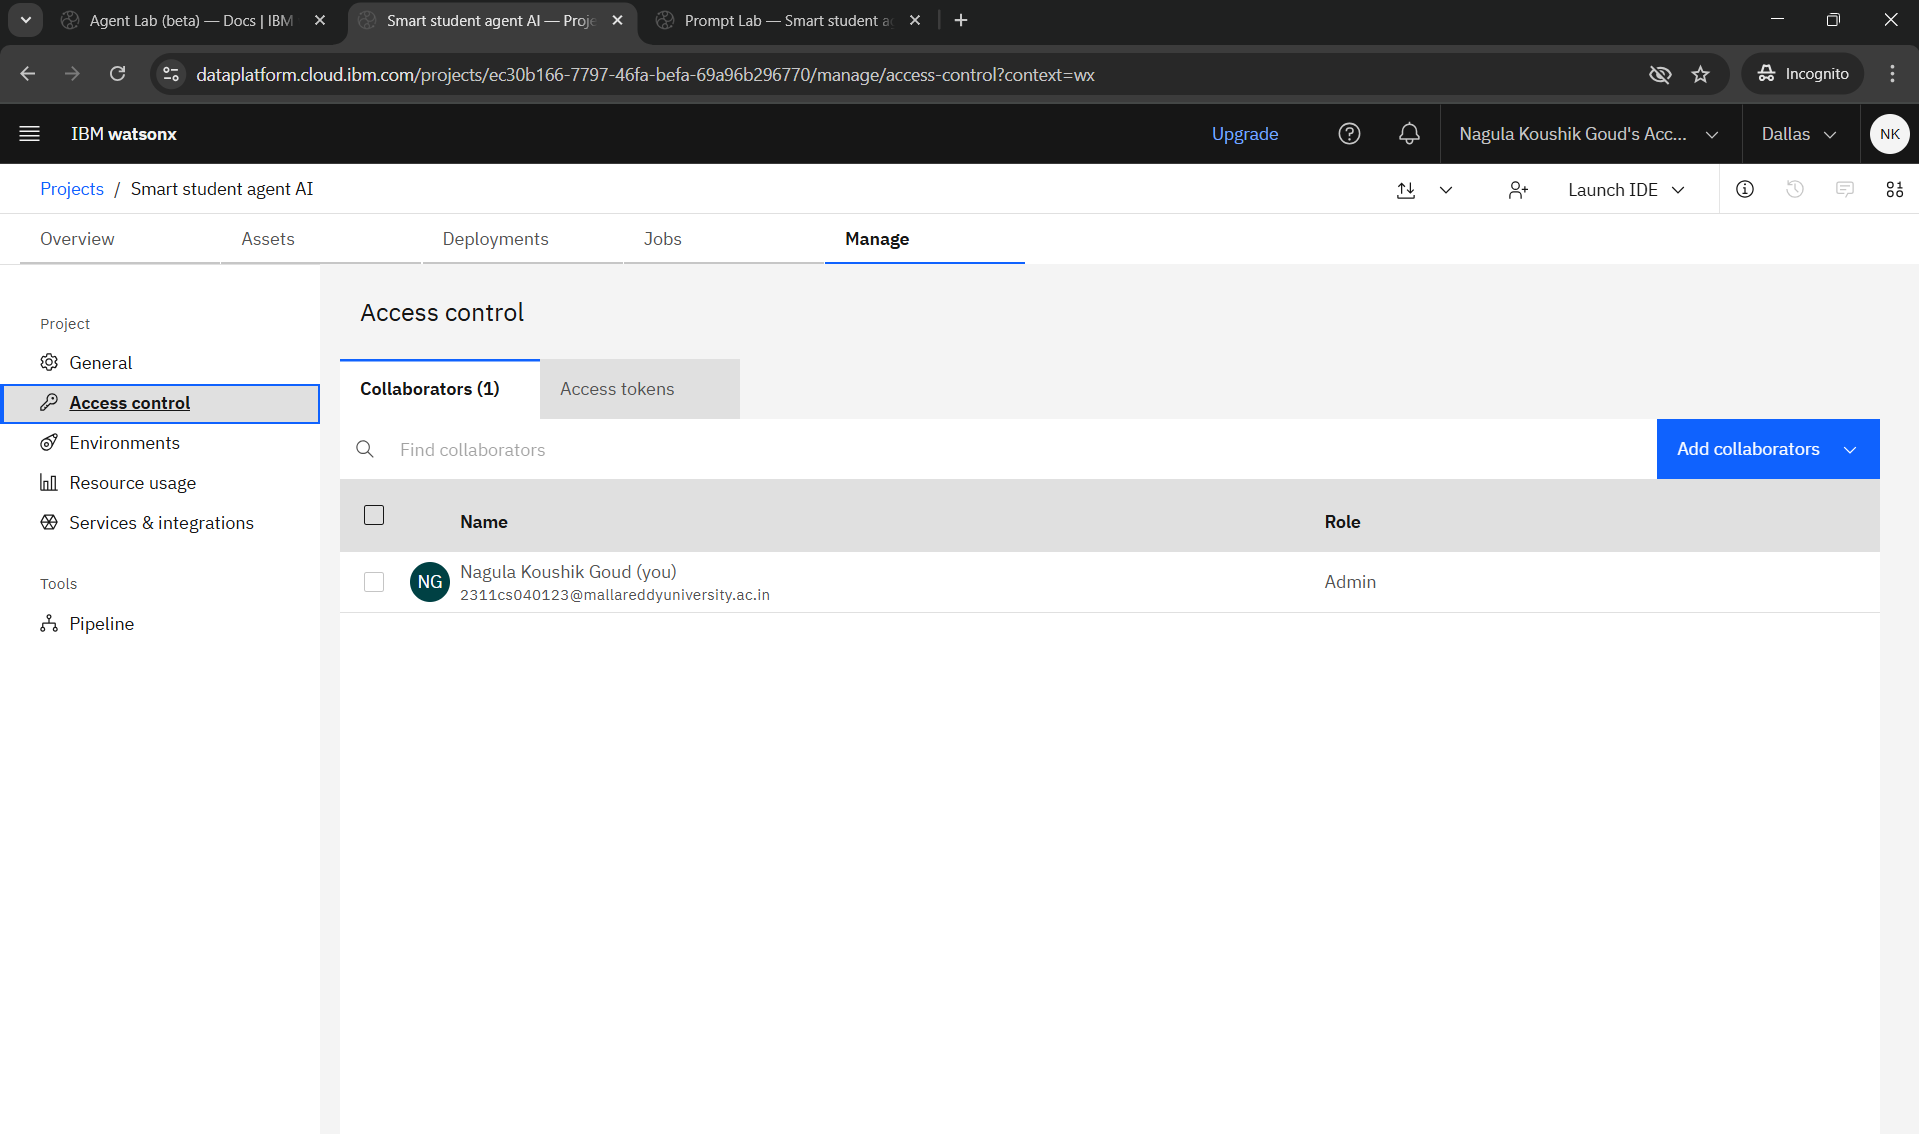 Agent Lab (beta) — Docs | IBM
Smart student agent AI — Proje
Prompt Lab — Smart student a
dataplatform.cloud.ibm.com/projects/ec30b166-7797-46fa-befa-69a96b296770/manage/access-control?context=wx
Incognito
IBM watsonx
Upgrade
Nagula Koushik Goud's Acc...
Dallas
NK
Projects / Smart student agent AI
Launch IDE
Overview
Assets
Deployments
Jobs
Manage
Project
General
Access control
Environments
Resource usage
Services & integrations
Tools
Pipeline
Access control
Collaborators (1)
Access tokens
Find collaborators
Add collaborators
Name
Role
NG
Nagula Koushik Goud (you)
2311cs040123@mallareddyuniversity.ac.in
Admin